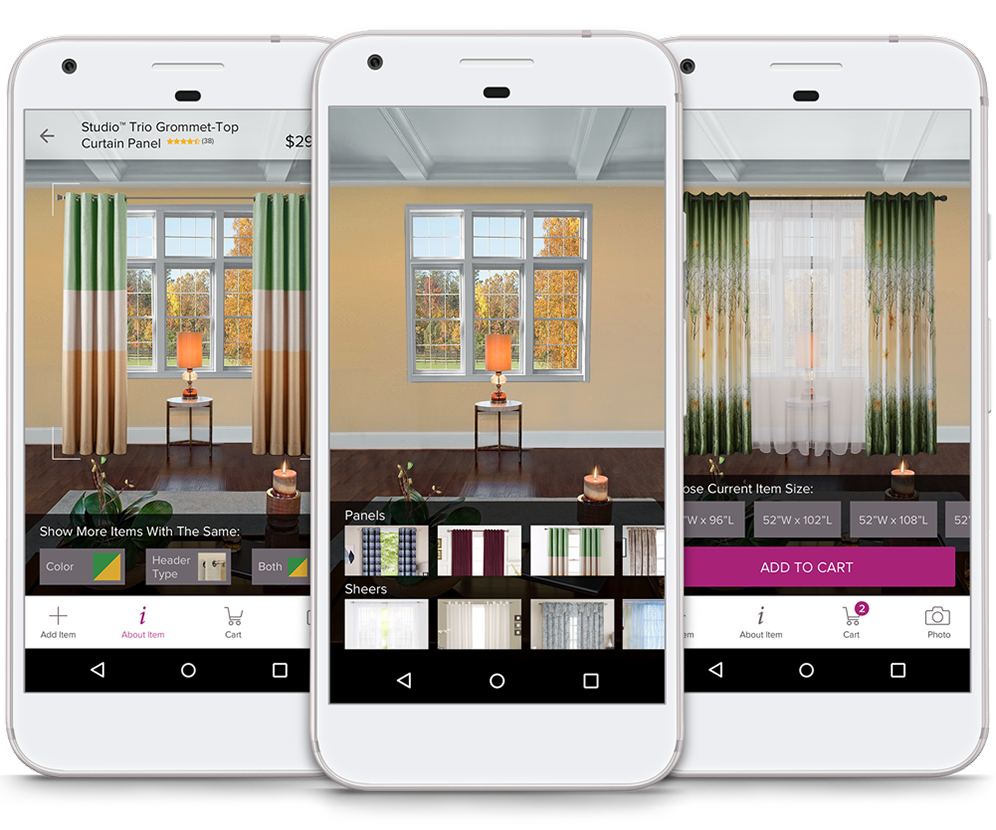 Studio™ Trio Grommet-Top
Curtain Panel (38)
$29
Show More Items With The Same:
Color
Header
Type
Both
Add Item
About Item
Cart
Panels
Sheers
ose Current Item Size:
"W x 96"L
52"W x 102"L
52"W x 108"L
52"
ADD TO CART
em
About Item
Cart
2
Photo